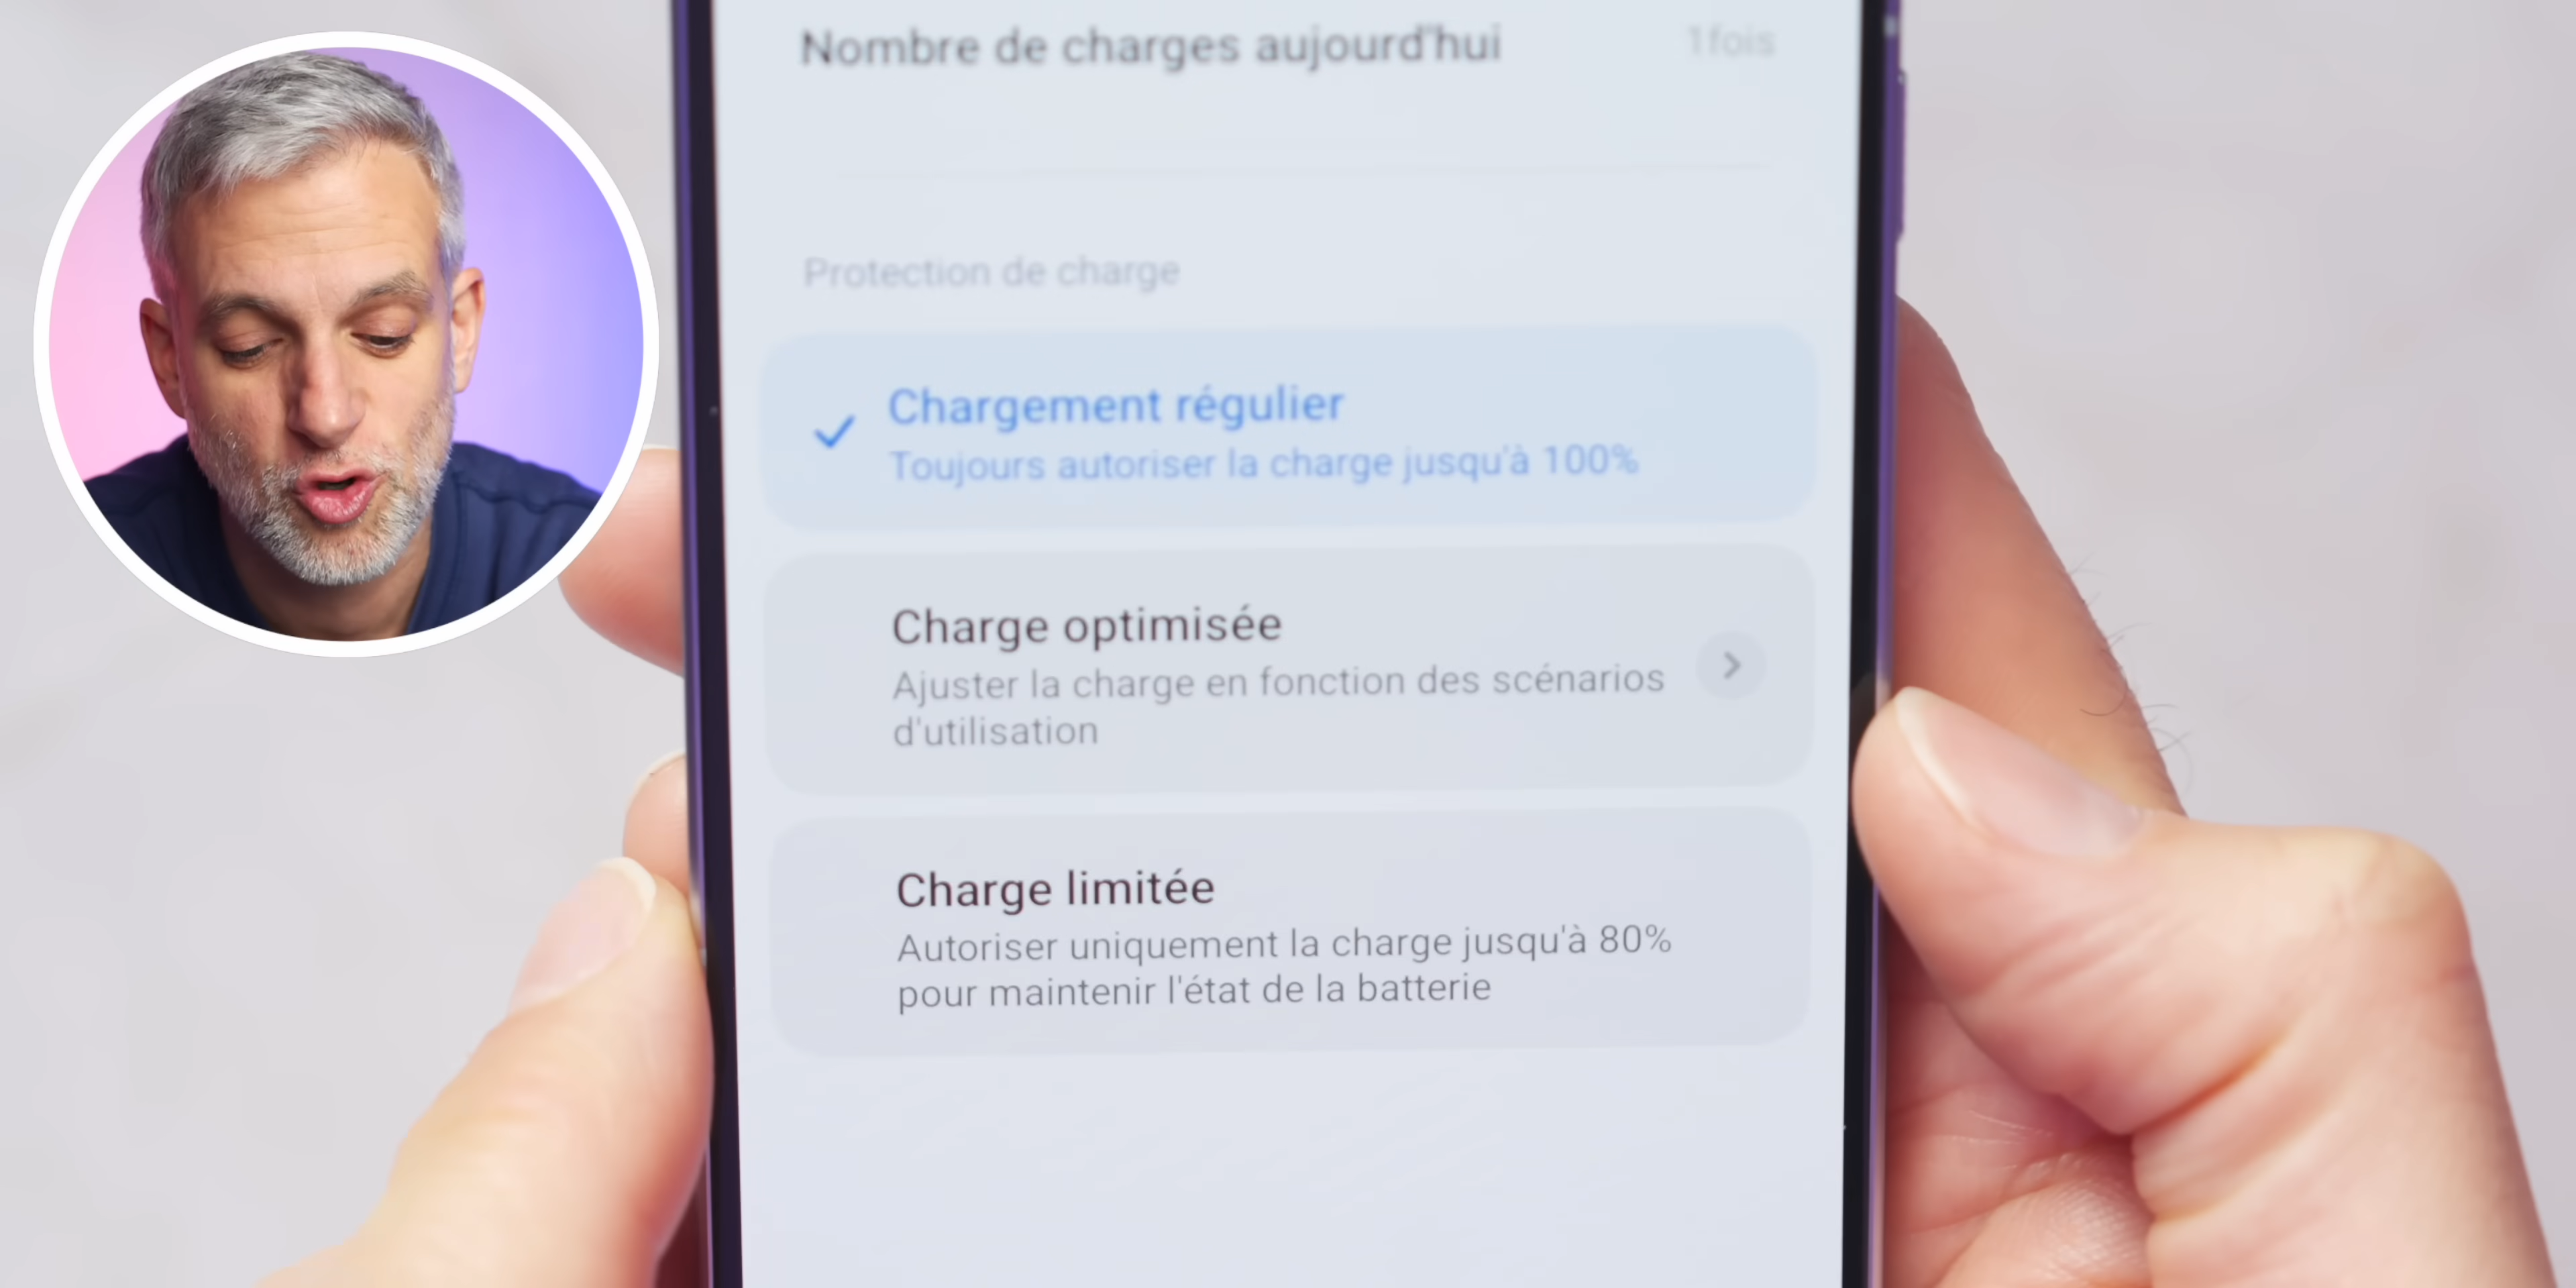 Nombre de charges aujourd'hui 1 fois
Protection de charge
Chargement régulier
Toujours autoriser la charge jusqu'à 100%
Charge optimisée
Ajuster la charge en fonction des scénarios
d'utilisation
Charge limitée
Autoriser uniquement la charge jusqu'à 80%
pour maintenir l'état de la batterie